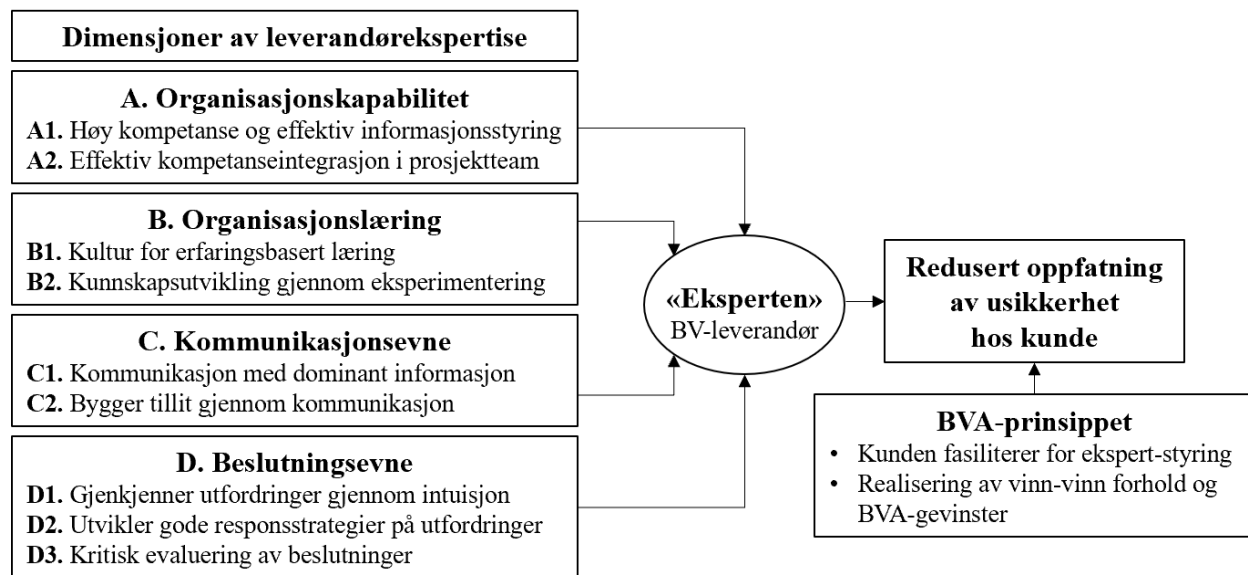 Dimensjoner av leverandørekspertise
A. Organisasjonskapabilitet
A1. Høy kompetanse og effektiv informasjonsstyring
A2. Effektiv kompetanseintegrasjon i prosjektteam
B. Organisasjonslæring
B1. Kultur for erfaringsbasert læring
B2. Kunnskapsutvikling gjennom eksperimentering
C. Kommunikasjonsevne
C1. Kommunikasjon med dominant informasjon
C2. Bygger tillit gjennom kommunikasjon
D. Beslutningsevne
D1. Gjenkjenner utfordringer gjennom intuisjon
D2. Utvikler gode responsstrategier på utfordringer
D3. Kritisk evaluering av beslutninger
«Eksperten»
BV-leverandør
Redusert oppfatning
av usikkerhet
hos kunde
BVA-prinsippet
• Kunden fasiliterer for ekspert-styring
• Realisering av vinn-vinn forhold og
BVA-gevinster